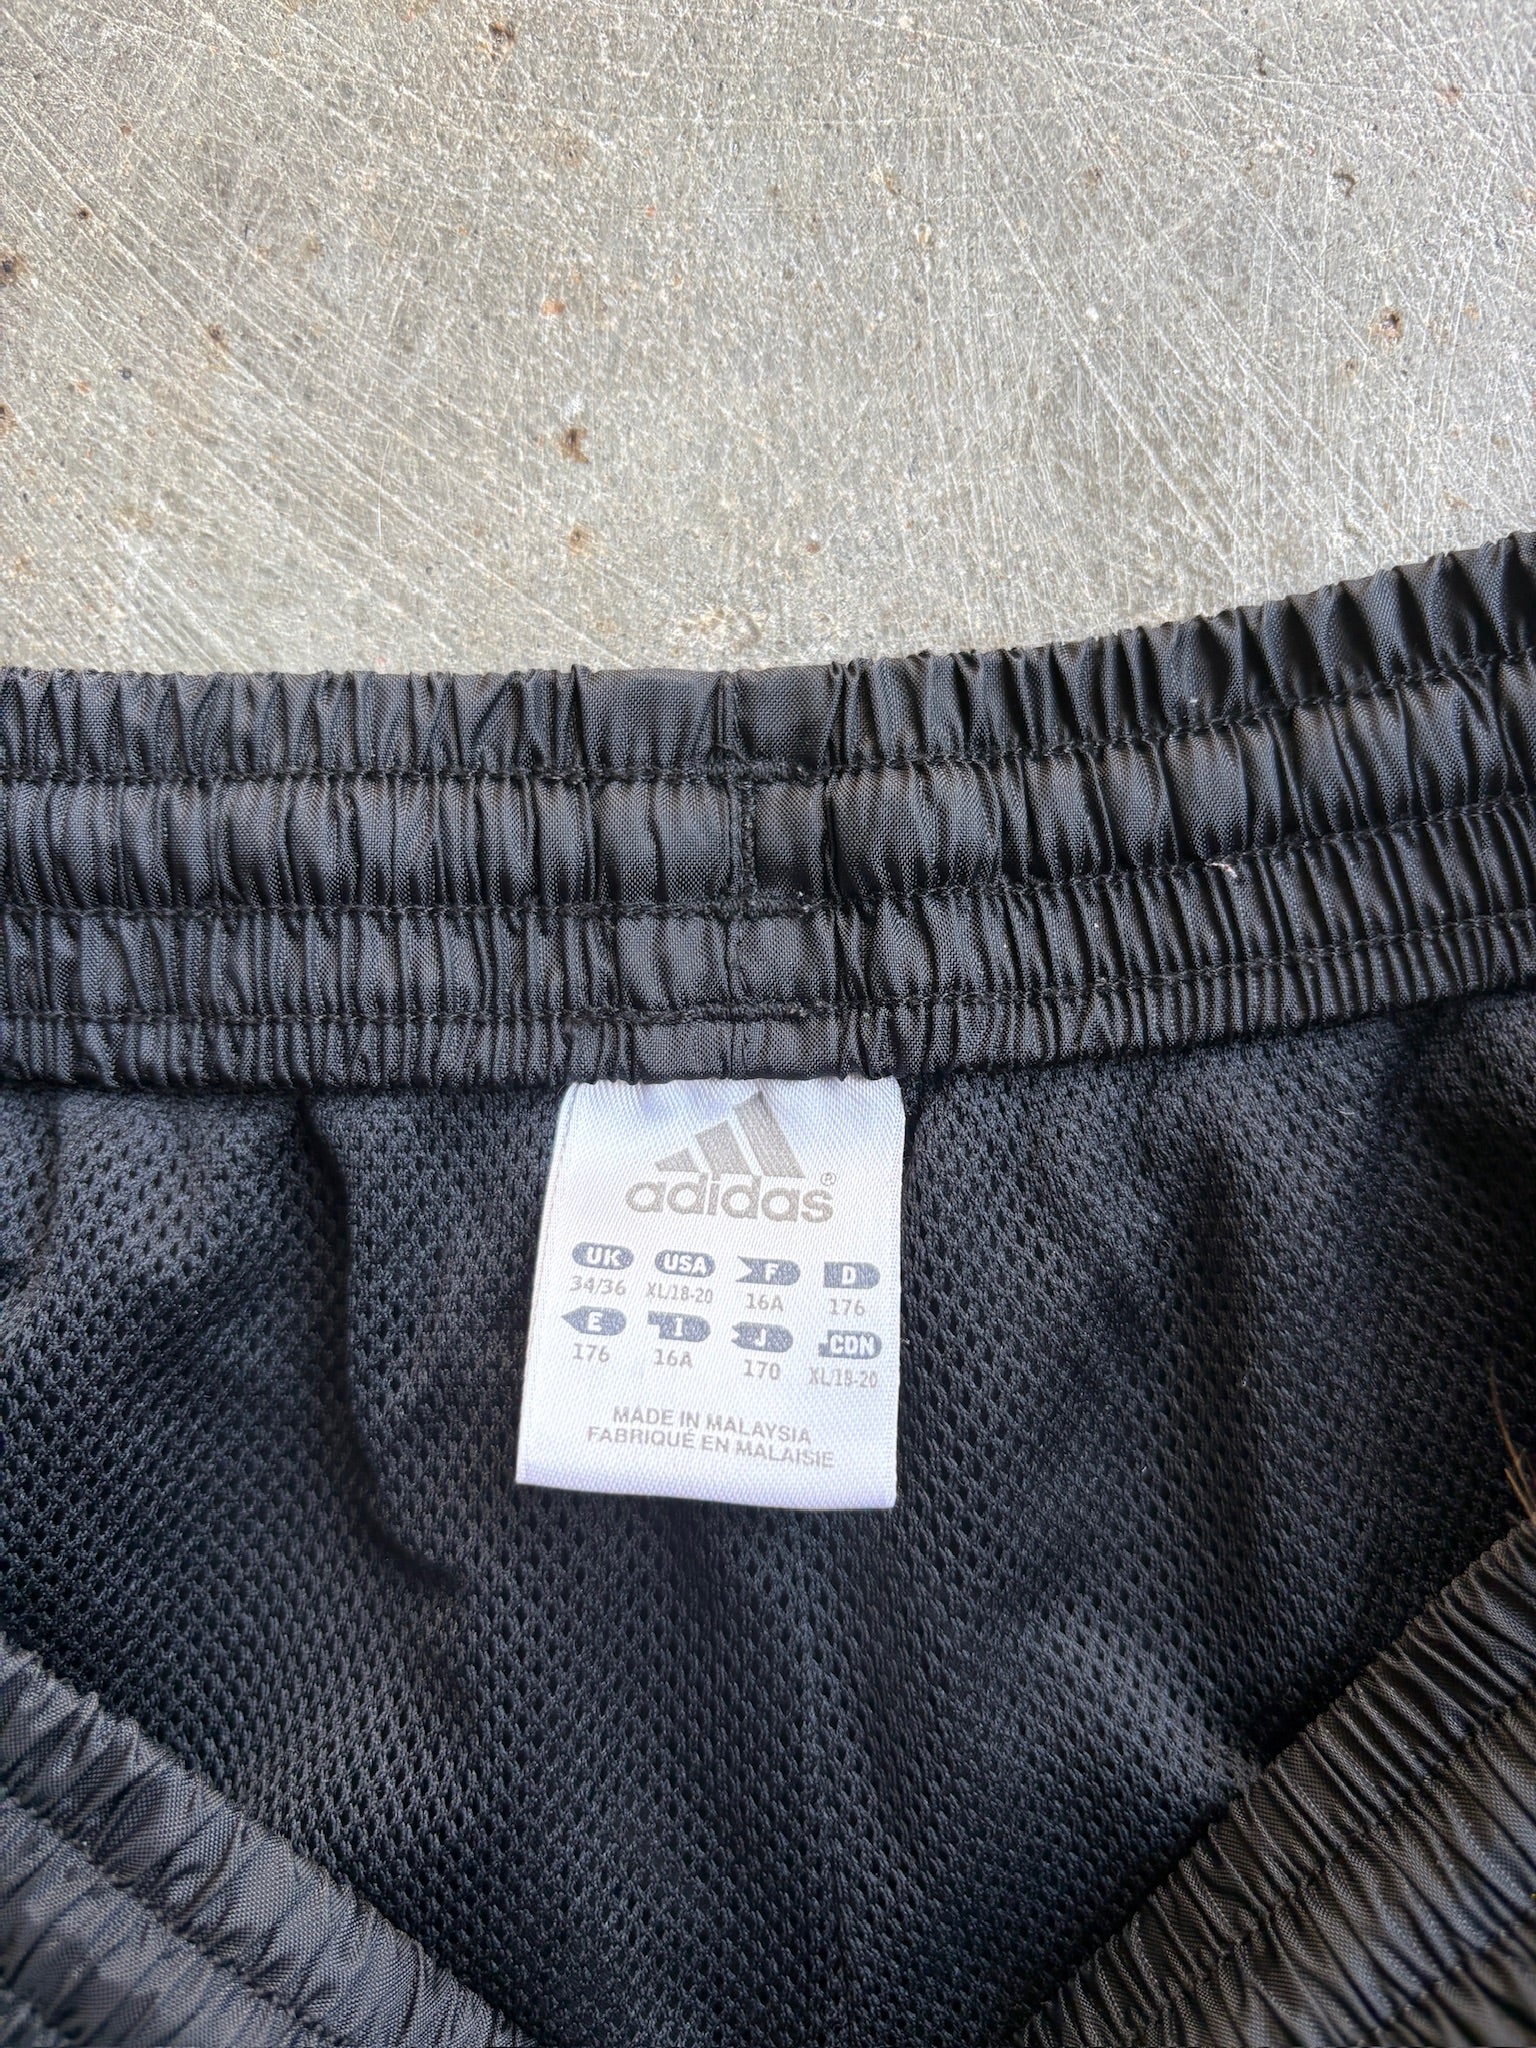 adidas®
UK USA F D
34/36 XL/18-20 16A 176
E I J CDN
176 16A 170 XL/18-20
MADE IN MALAYSIA
FABRIQUÉ EN MALAISIE